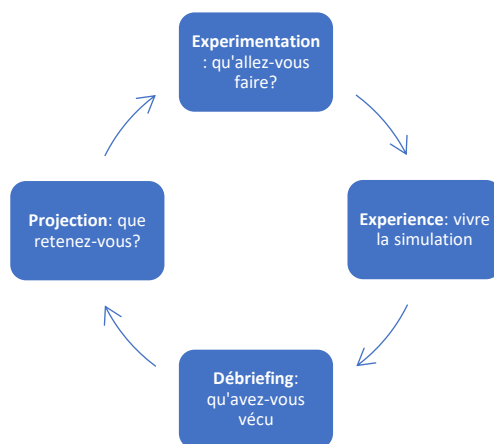 Experimentation
: qu'allez-vous
faire?
Experience: vivre
la simulation
Débriefing:
qu'avez-vous
vécu
Projection: que
retenez-vous?